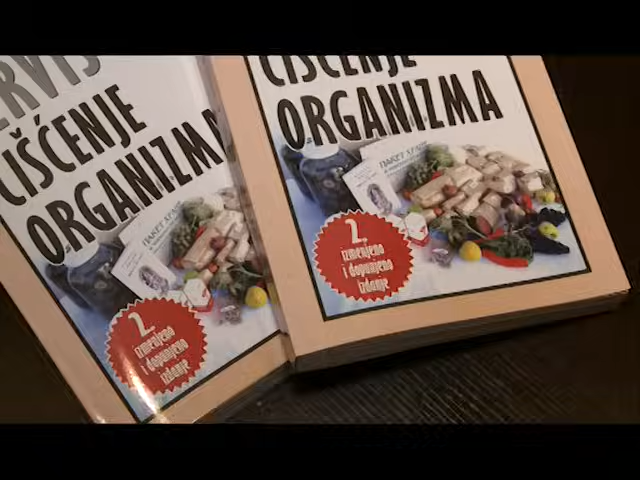 ERVIS
ČIŠĆENJE
ORGANIZMA
2.
izmenjeno
i dopunjeno
izdanje
ČIŠĆENJE
ORGANIZMA
2.
izmenjeno
i dopunjeno
izdanje